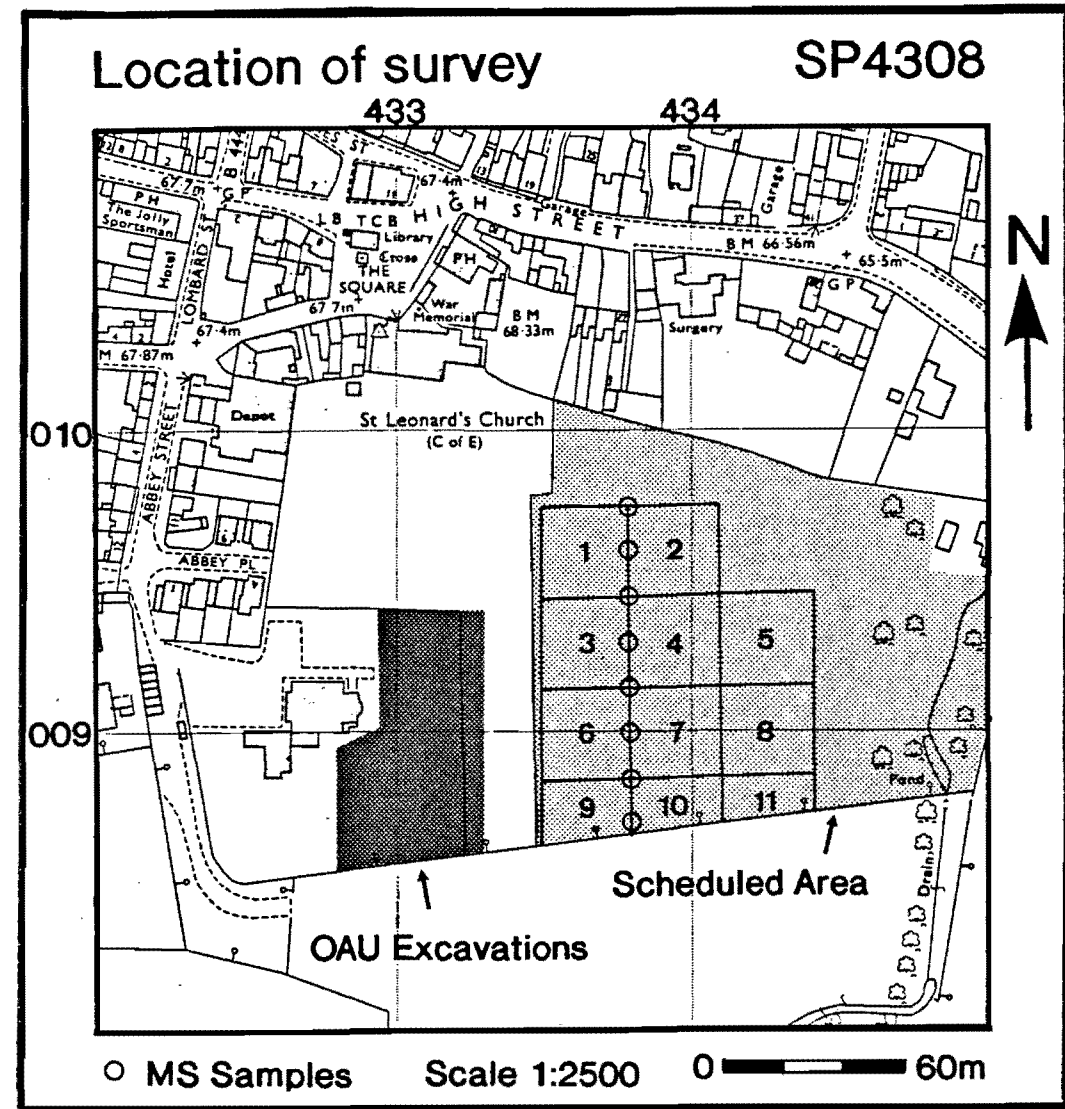 Location of survey SP4308
433 434
ES ST
B 44
67·7m
GP
67·4m
Garage
Garage
PH
The Jolly
Sportsman
Hotel
LOMBARD ST
LB TCB
HIGH STREET
Library
Cross
THE
SQUARE
PH
BM 66·56m
65·5m
GP
67·7m
War
Memorial
BM
68·33m
Surgery
67·4m
M 67·87m
ABBEY STREET
Depot
St Leonard's Church
(C of E)
010
ABBEY PL
1 2
3 4 5
009
6 7 8
9 10 11
Pond
Drain
Scheduled Area
OAU Excavations
N
MS Samples Scale 1:2500 0 60m